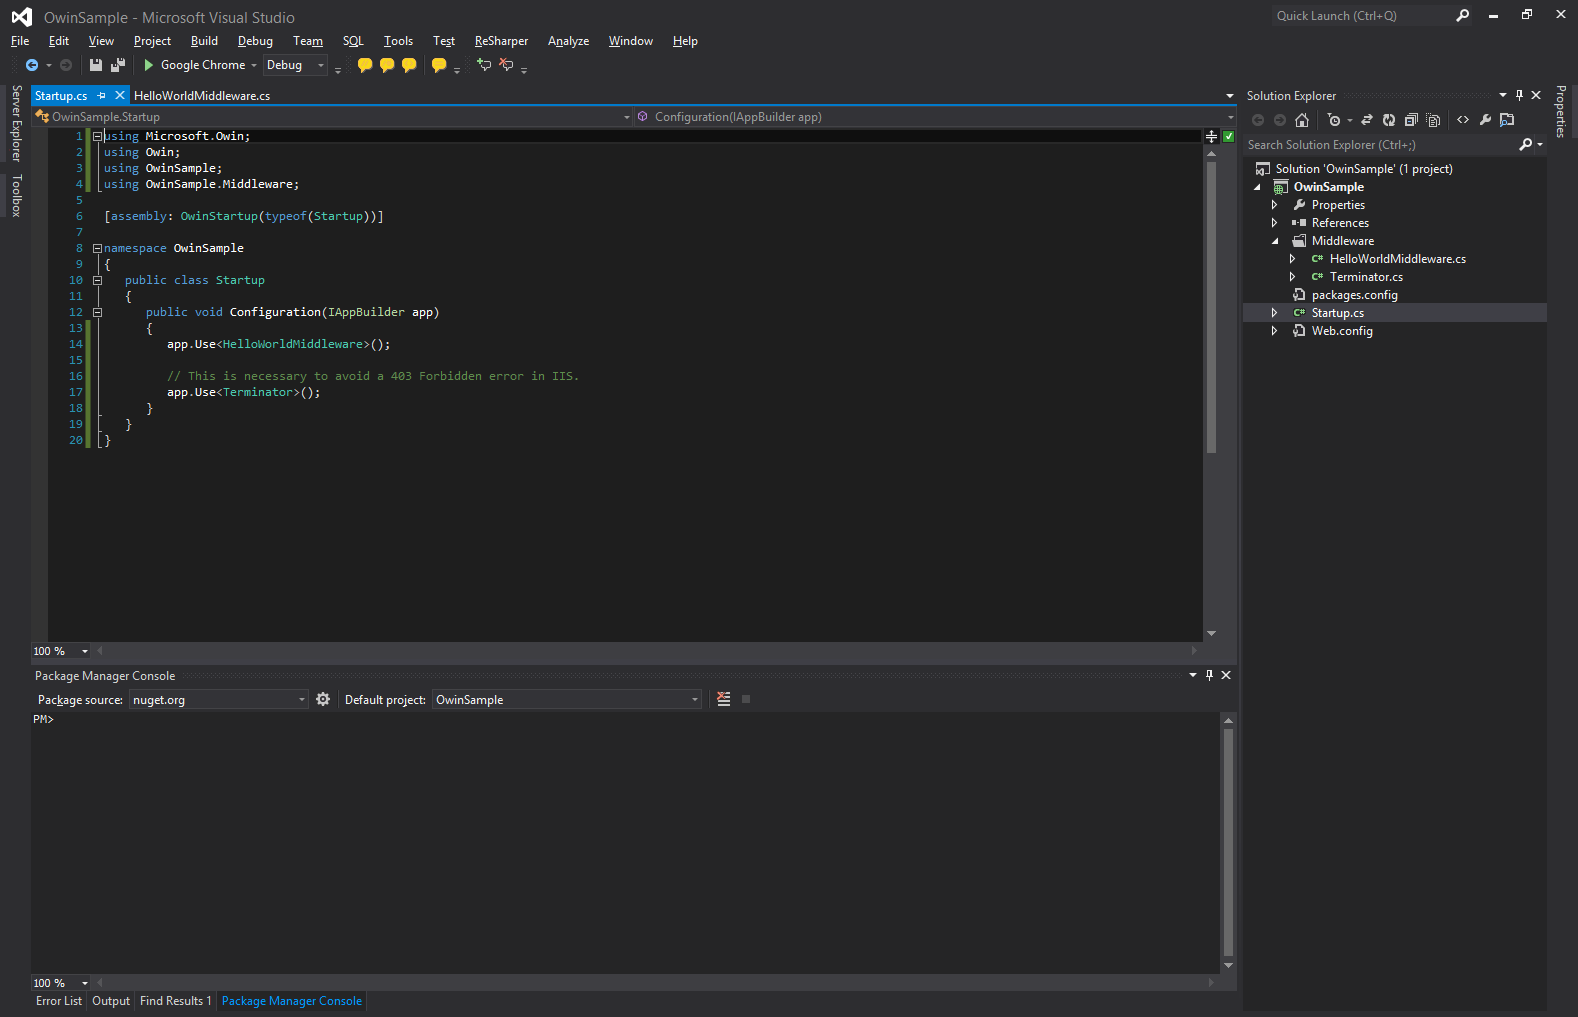 OwinSample - Microsoft Visual Studio
Quick Launch (Ctrl+Q)
File Edit View Project Build Debug Team SQL Tools Test ReSharper Analyze Window Help
Google Chrome Debug
Server Explorer
Toolbox
Startup.cs HelloWorldMiddleware.cs
OwinSample.Startup Configuration(IAppBuilder app)
1 using Microsoft.Owin;
2 using Owin;
3 using OwinSample;
4 using OwinSample.Middleware;
5
6 [assembly: OwinStartup(typeof(Startup))]
7
8 namespace OwinSample
9 {
10 public class Startup
11 {
12 public void Configuration(IAppBuilder app)
13 {
14 app.Use<HelloWorldMiddleware>();
15
16 // This is necessary to avoid a 403 Forbidden error in IIS.
17 app.Use<Terminator>();
18 }
19 }
20 }
100 %
Package Manager Console
Package source: nuget.org Default project: OwinSample
PM>
100 %
Error List Output Find Results 1 Package Manager Console
Solution Explorer
Search Solution Explorer (Ctrl+;)
Solution 'OwinSample' (1 project)
OwinSample
Properties
References
Middleware
C# HelloWorldMiddleware.cs
C# Terminator.cs
packages.config
C# Startup.cs
Web.config
Properties